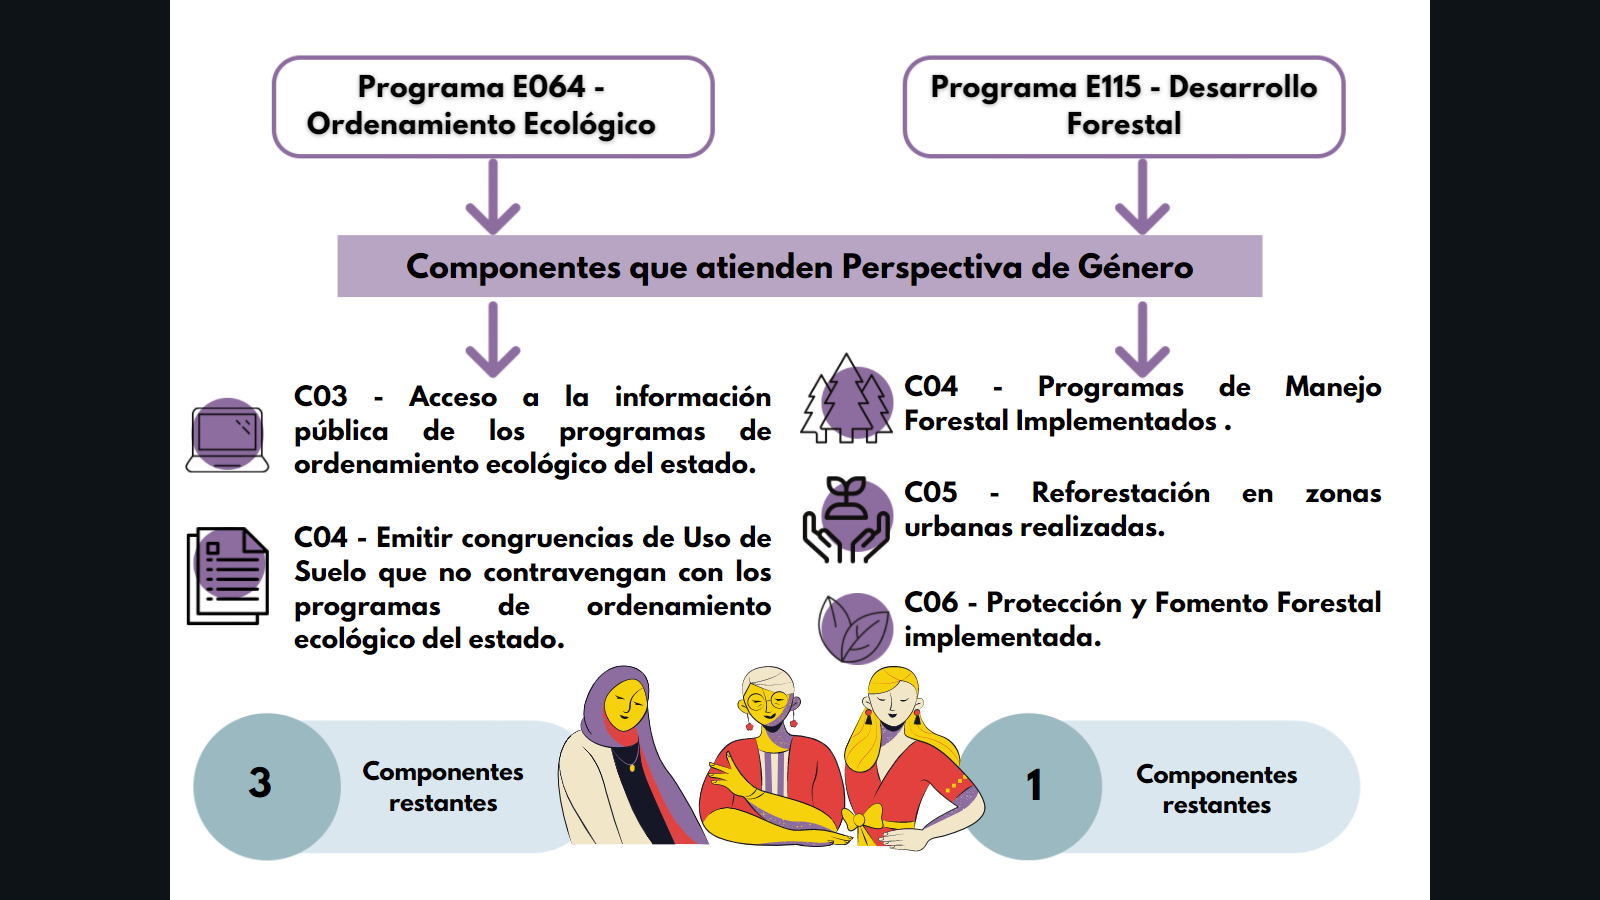 Programa E064 -
Ordenamiento Ecológico
Programa E115 - Desarrollo
Forestal
Componentes que atienden Perspectiva de Género
C03 - Acceso a la información
pública de los programas de
ordenamiento ecológico del estado.
C04 - Emitir congruencias de Uso de
Suelo que no contravengan con los
programas de ordenamiento
ecológico del estado.
C04 - Programas de Manejo
Forestal Implementados .
C05 - Reforestación en zonas
urbanas realizadas.
C06 - Protección y Fomento Forestal
implementada.
3
Componentes
restantes
1
Componentes
restantes